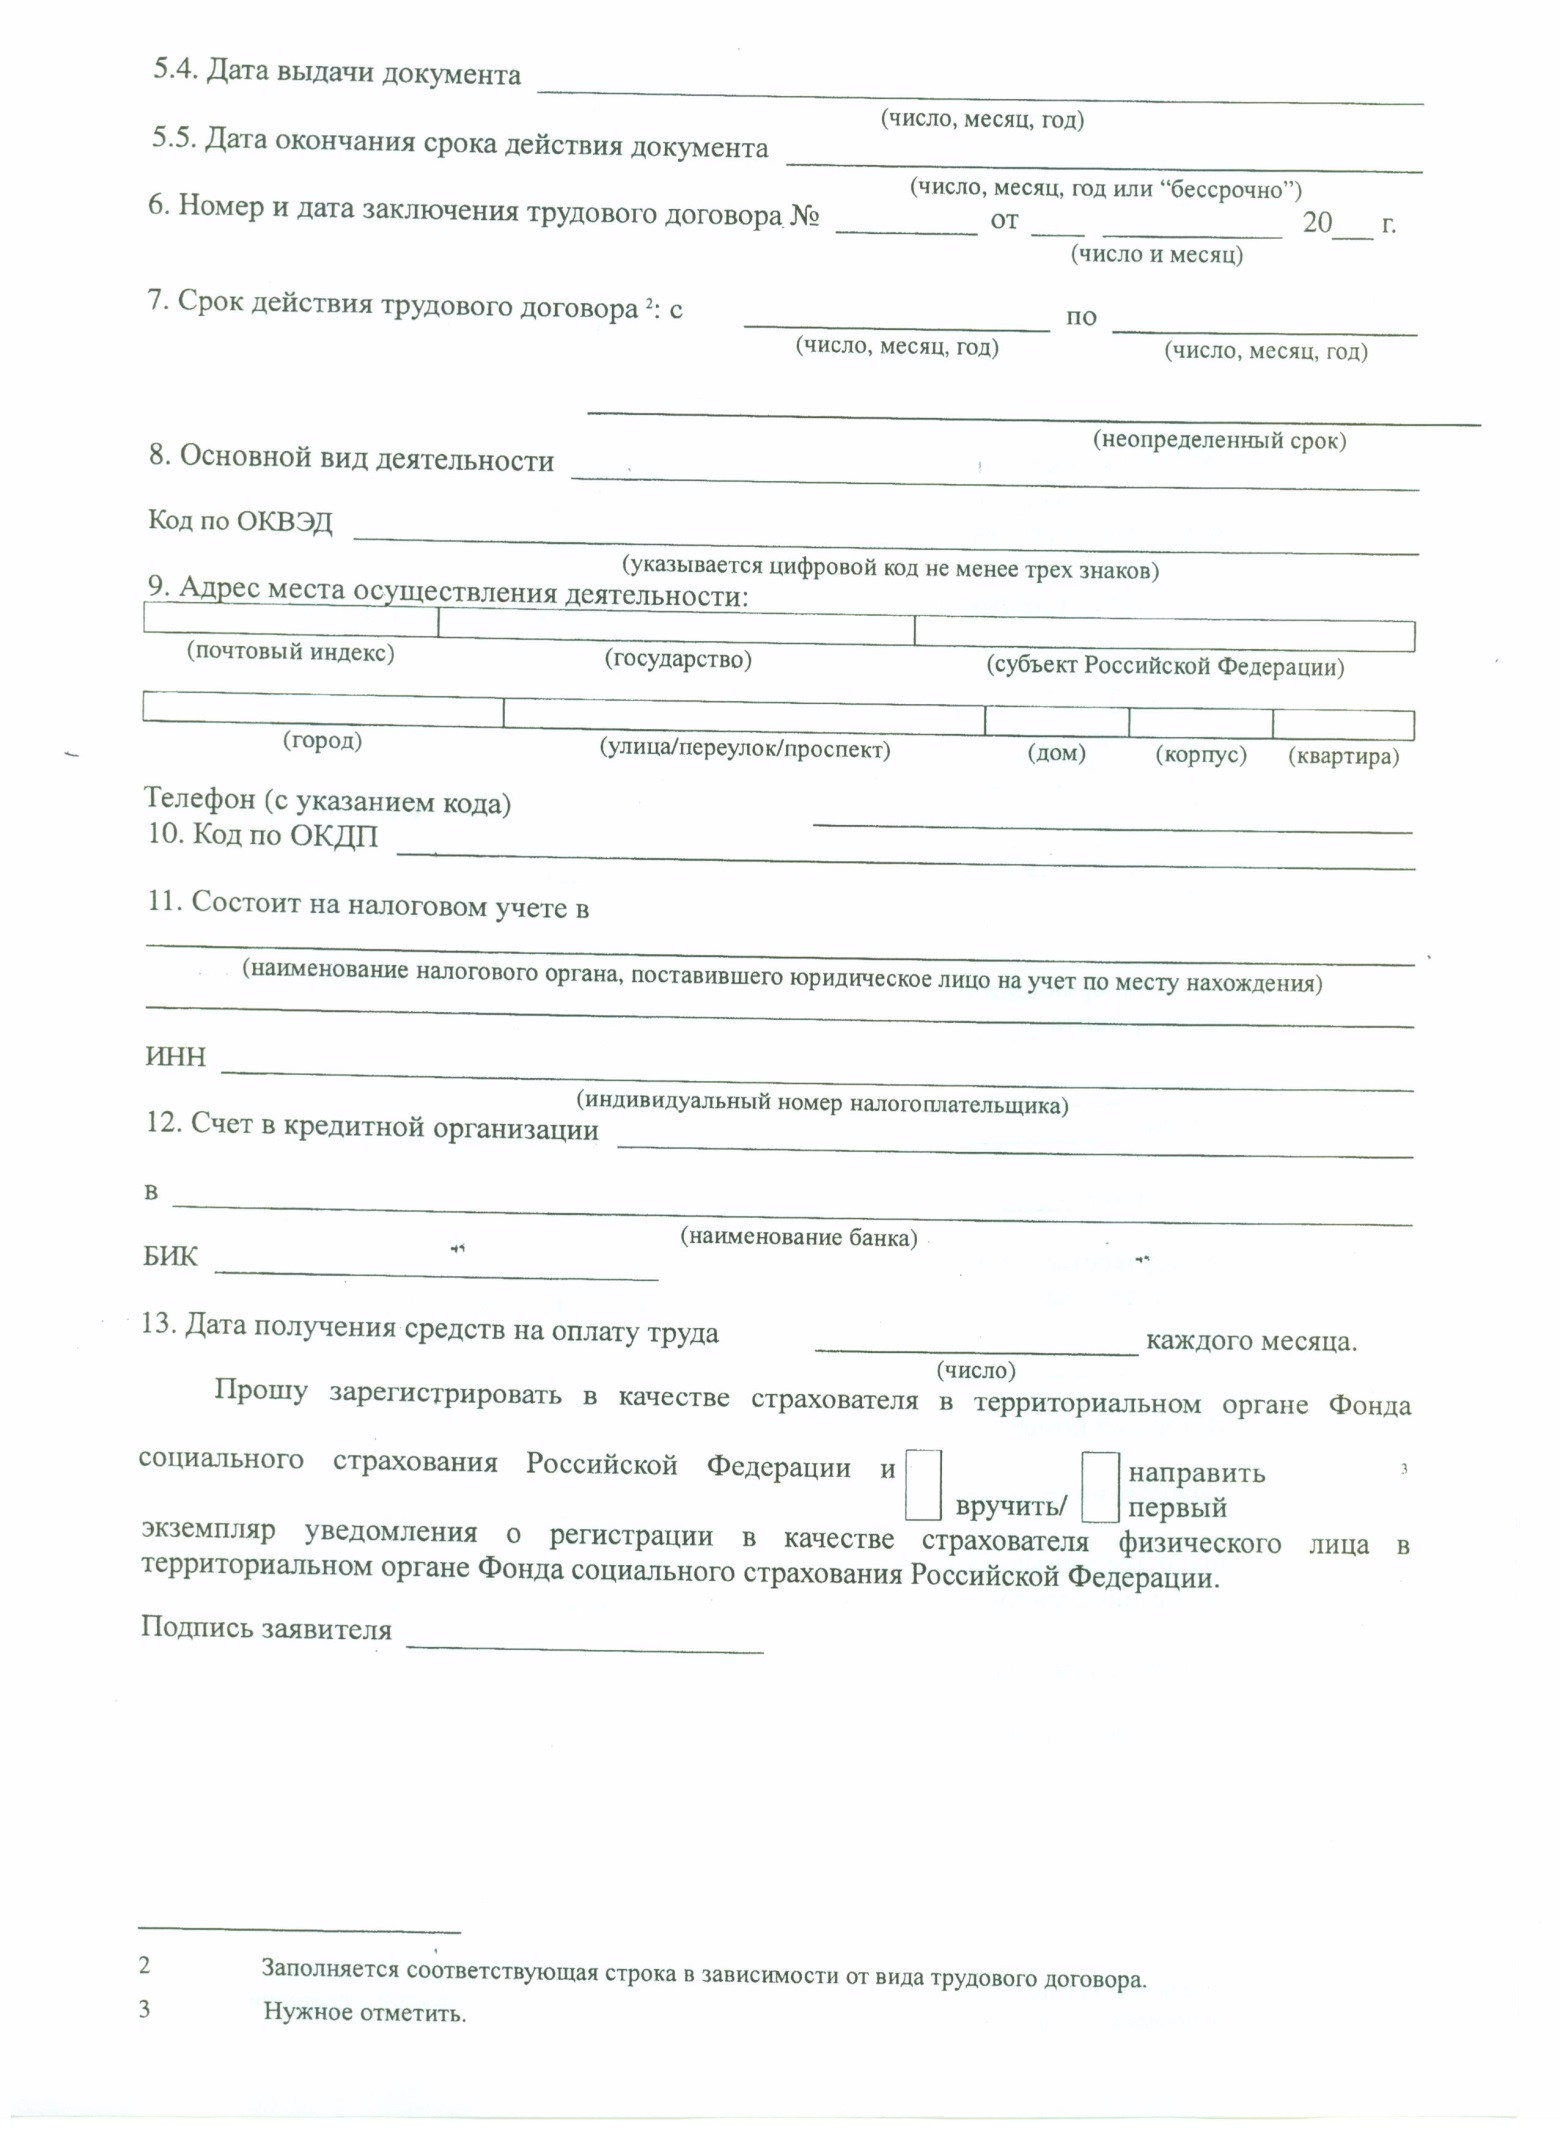 5.4. Дата выдачи документа
(число, месяц, год)
5.5. Дата окончания срока действия документа
(число, месяц, год или “бессрочно”)
6. Номер и дата заключения трудового договора № от 20 г.
(число и месяц)
7. Срок действия трудового договора ²: с по
(число, месяц, год) (число, месяц, год)
(неопределенный срок)
8. Основной вид деятельности
Код по ОКВЭД
(указывается цифровой код не менее трех знаков)
9. Адрес места осуществления деятельности:
(почтовый индекс) (государство) (субъект Российской Федерации)
(город) (улица/переулок/проспект) (дом) (корпус) (квартира)
Телефон (с указанием кода)
10. Код по ОКДП
11. Состоит на налоговом учете в
(наименование налогового органа, поставившего юридическое лицо на учет по месту нахождения)
ИНН
(индивидуальный номер налогоплательщика)
12. Счет в кредитной организации
в
(наименование банка)
БИК
13. Дата получения средств на оплату труда каждого месяца.
(число)
Прошу зарегистрировать в качестве страхователя в территориальном органе Фонда
социального страхования Российской Федерации и направить ³
вручить/ первый
экземпляр уведомления о регистрации в качестве страхователя физического лица в
территориальном органе Фонда социального страхования Российской Федерации.
Подпись заявителя
2 Заполняется соответствующая строка в зависимости от вида трудового договора.
3 Нужное отметить.